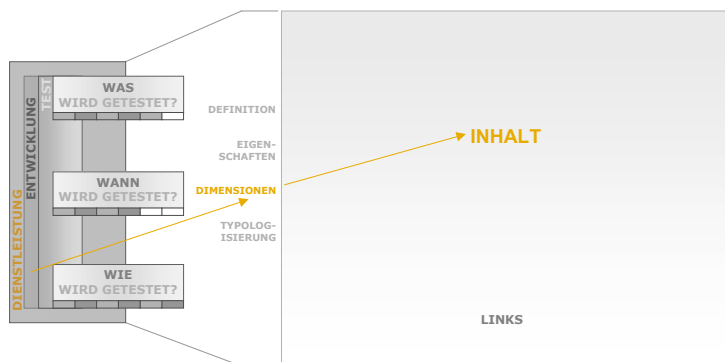 DIENSTLEISTUNG
ENTWICKLUNG
TEST
WAS
WIRD GETESTET?
WANN
WIRD GETESTET?
WIE
WIRD GETESTET?
DEFINITION
EIGEN-
SCHAFTEN
DIMENSIONEN
TYPOLOG-
ISIERUNG
INHALT
LINKS